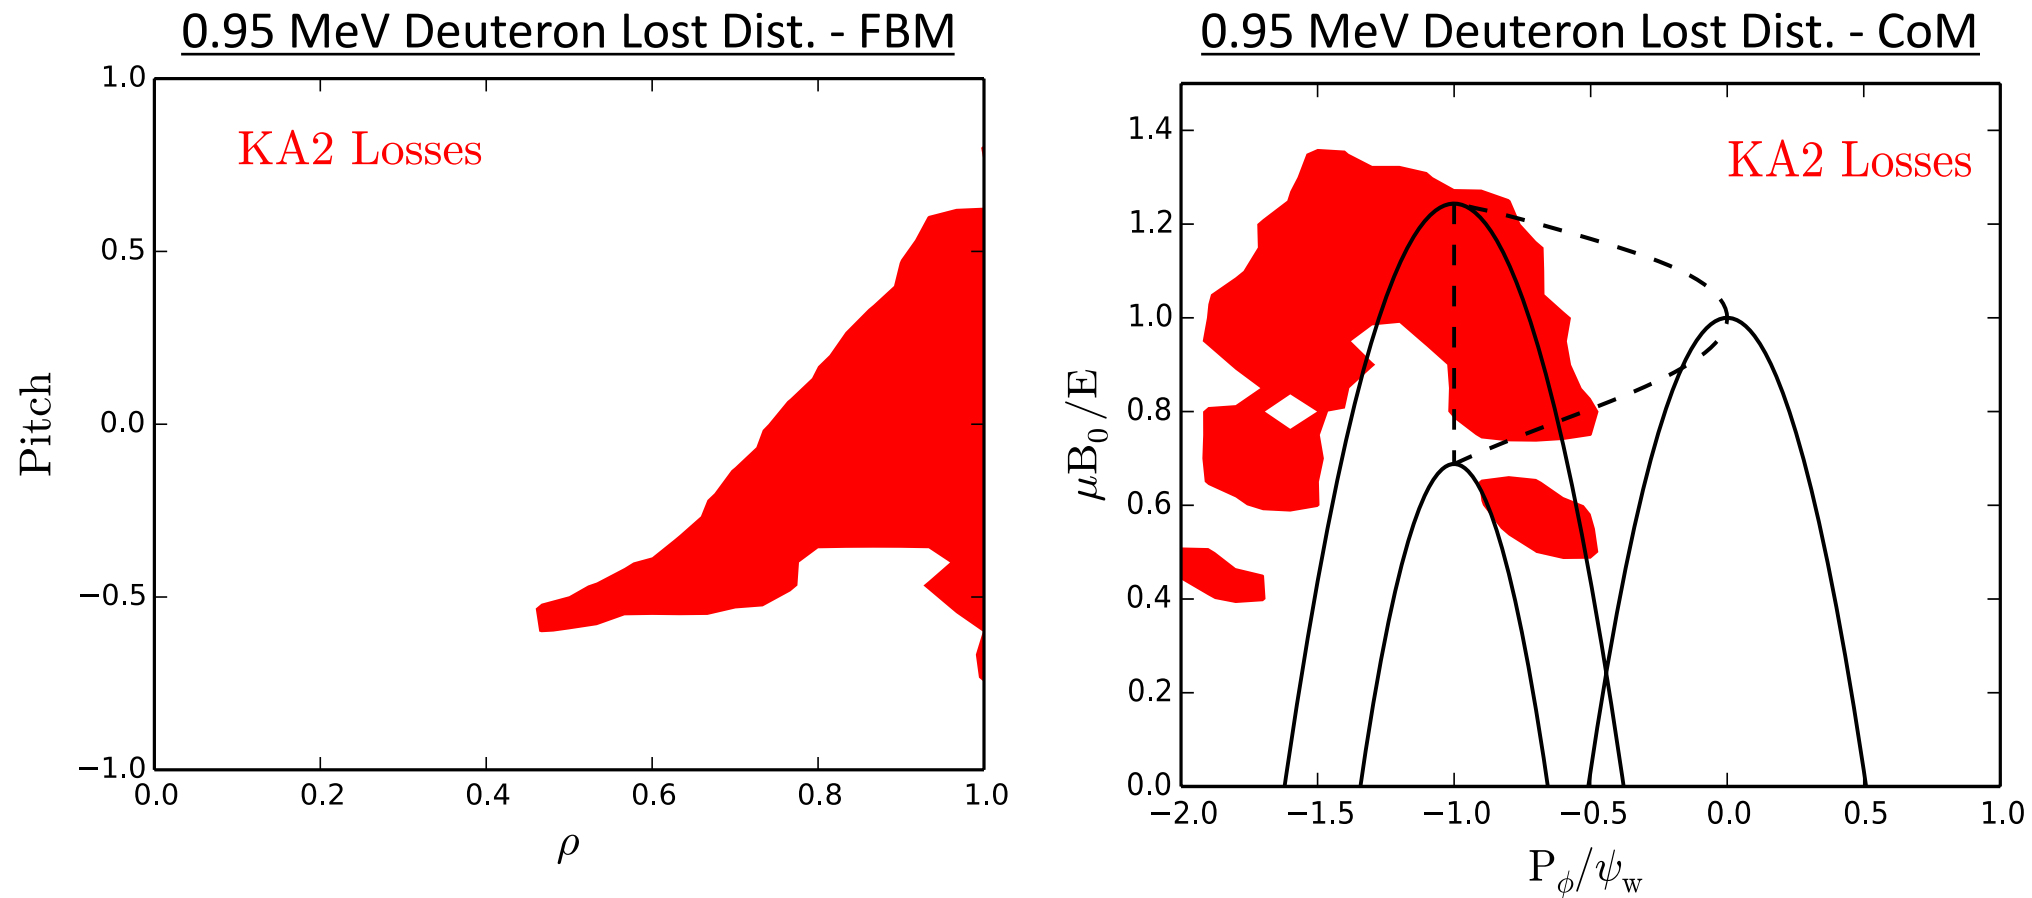 0.95 MeV Deuteron Lost Dist. - FBM
KA2 Losses
1.0
0.5
0.0
−0.5
−1.0
Pitch
0.0 0.2 0.4 0.6 0.8 1.0
ρ
0.95 MeV Deuteron Lost Dist. - CoM
KA2 Losses
1.4
1.2
1.0
0.8
0.6
0.4
0.2
0.0
μB₀/E
−2.0 −1.5 −1.0 −0.5 0.0 0.5 1.0
P_ϕ/ψ_w